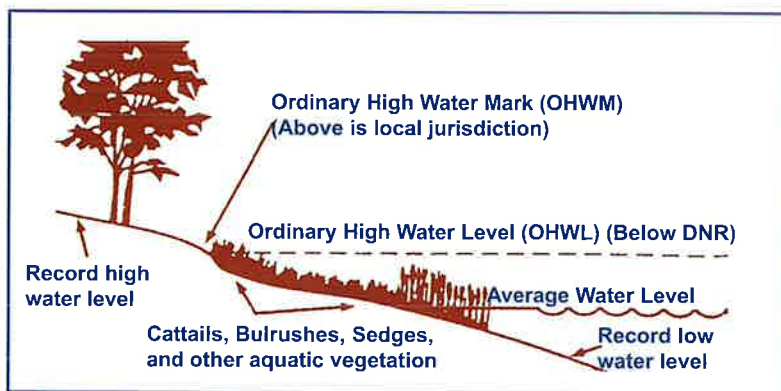 Ordinary High Water Mark (OHWM)
(Above is local jurisdiction)
Ordinary High Water Level (OHWL) (Below DNR)
Record high
water level
Average Water Level
Cattails, Bulrushes, Sedges,
and other aquatic vegetation
Record low
water level